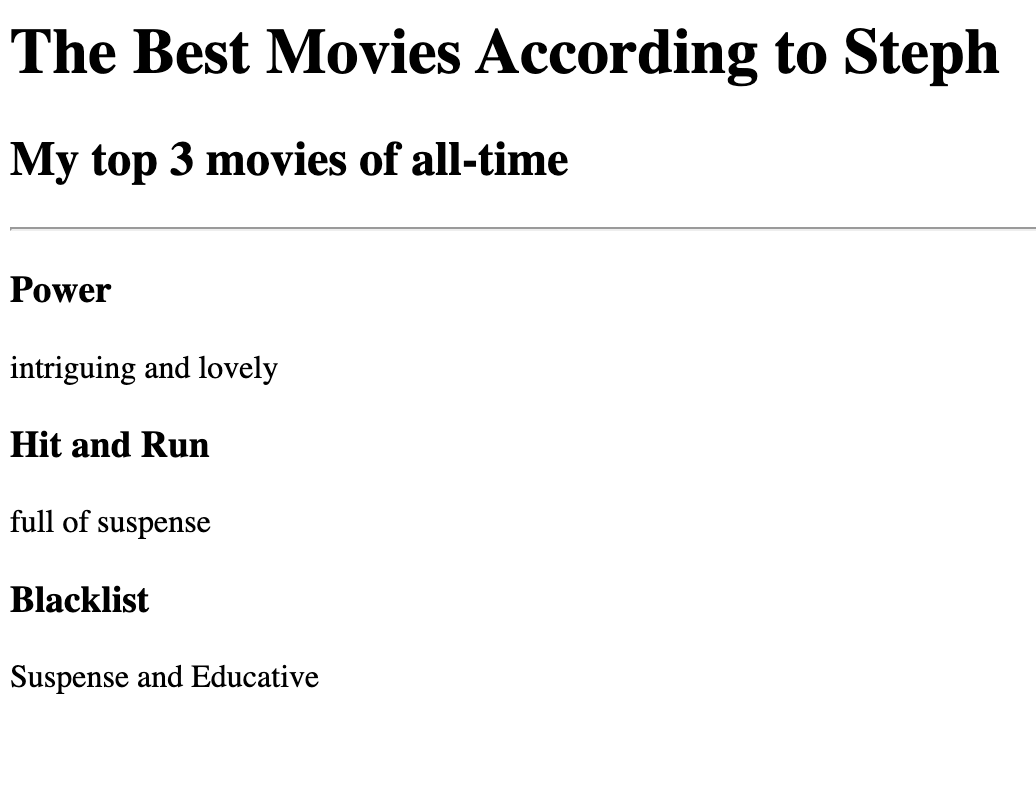 The Best Movies According to Steph
My top 3 movies of all-time
Power
intriguing and lovely
Hit and Run
full of suspense
Blacklist
Suspense and Educative